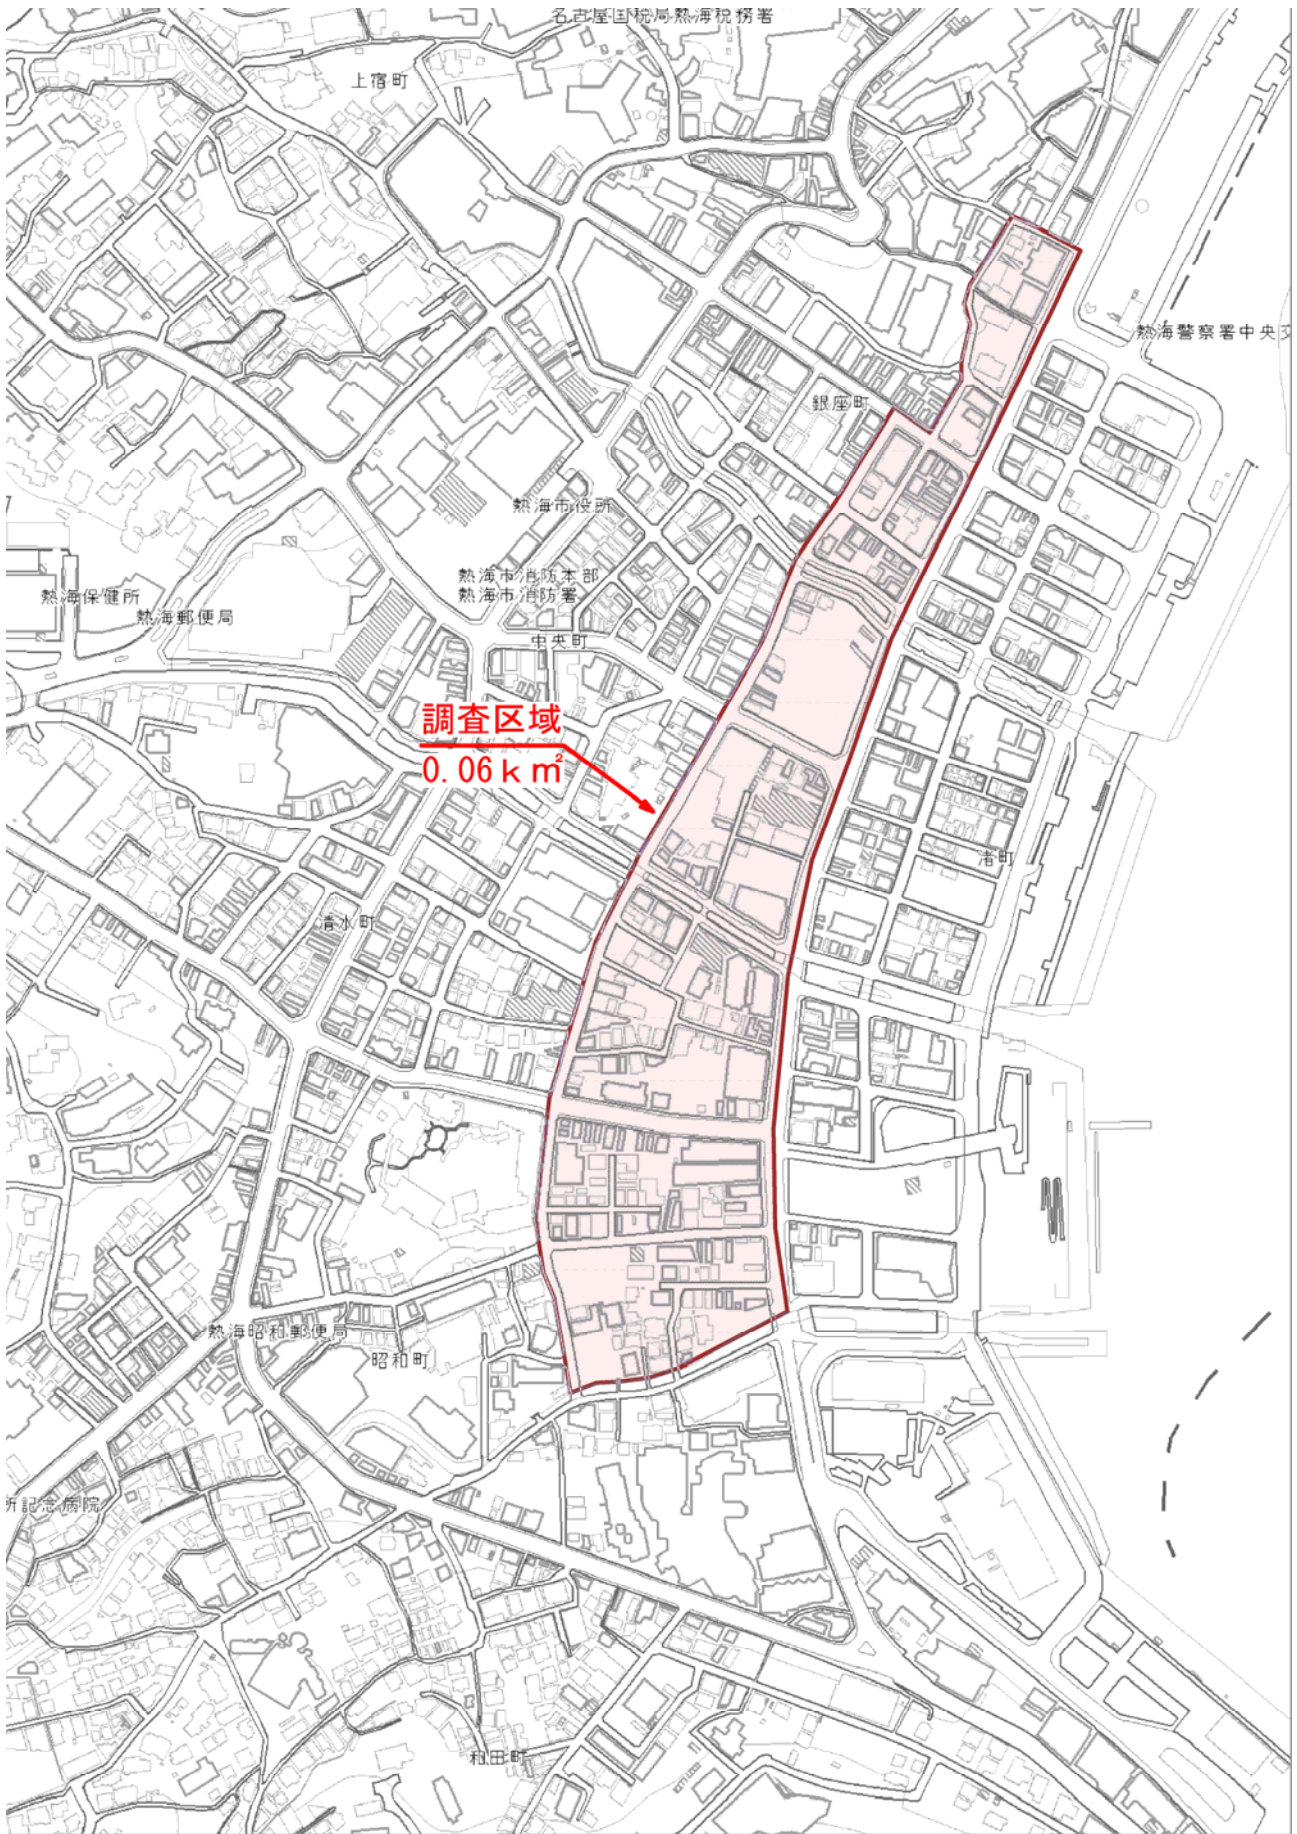 名古屋国税局熱海税務署
上宿町
熱海警察署中央交
銀座町
熱海市役所
熱海市消防本部
熱海市消防署
熱海保健所
熱海郵便局
中央町
調査区域
0.06k㎡
渚町
清水町
熱海昭和郵便局
昭和町
所記念病院
和田町